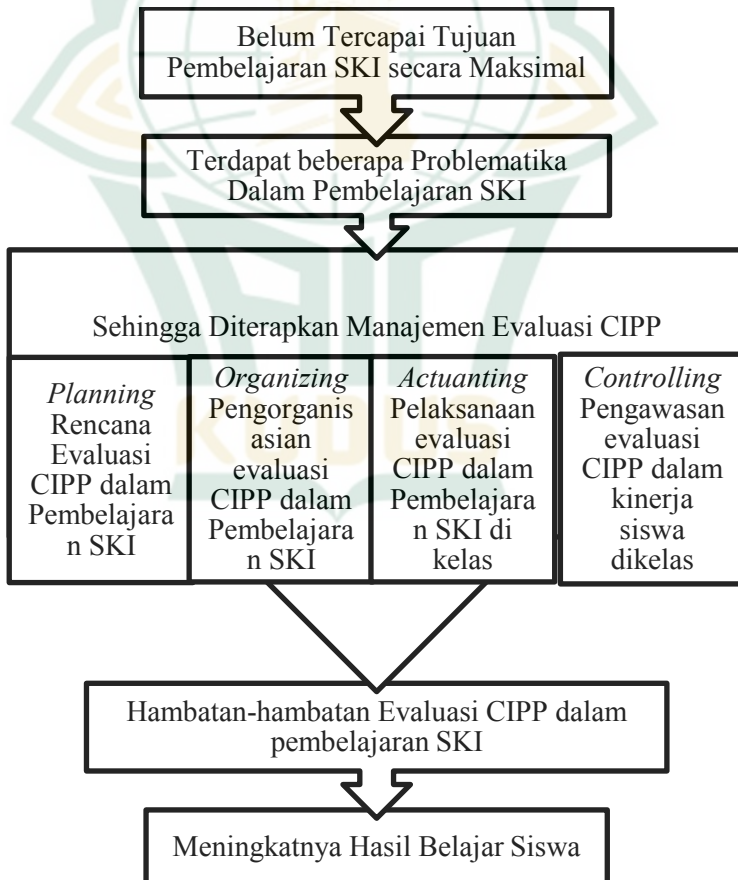 Belum Tercapai Tujuan
Pembelajaran SKI secara Maksimal
Terdapat beberapa Problematika
Dalam Pembelajaran SKI
Sehingga Diterapkan Manajemen Evaluasi CIPP
Planning
Rencana
Evaluasi
CIPP dalam
Pembelajara
n SKI
Organizing
Pengorganis
asian
evaluasi
CIPP dalam
Pembelajara
n SKI
Actuanting
Pelaksanaan
evaluasi
CIPP dalam
Pembelajara
n SKI di
kelas
Controlling
Pengawasan
evaluasi
CIPP dalam
kinerja
siswa
dikelas
KUDUS
Hambatan-hambatan Evaluasi CIPP dalam
pembelajaran SKI
Meningkatnya Hasil Belajar Siswa